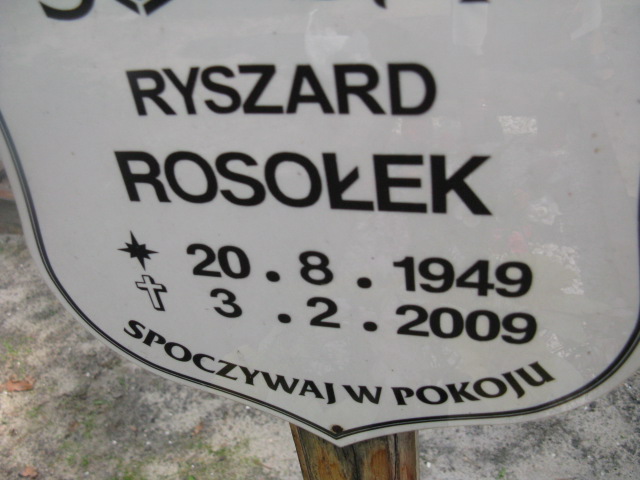 RYSZARD
ROSOŁEK
20.8.1949
3.2.2009
SPOCZYWAJ W POKOJU